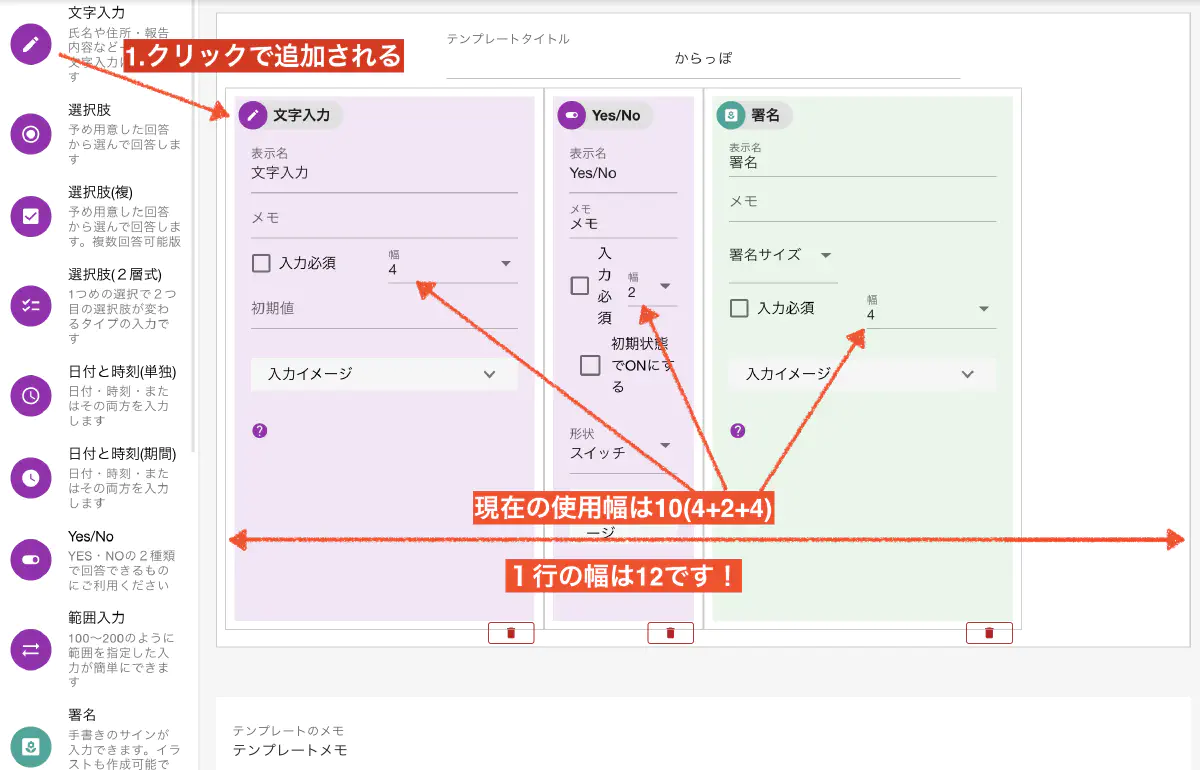 文字入力
氏名や住所・報告
内容など
文字入力
す
選択肢
予め用意した回答
から選んで回答しま
す
選択肢(複)
予め用意した回答
から選んで回答しま
す。複数回答可能版
選択肢(２層式)
1つめの選択で２つ
目の選択肢が変わ
るタイプの入力で
す
日付と時刻(単独)
日付・時刻・また
はその両方を入力
します
日付と時刻(期間)
日付・時刻・また
はその両方を入力
します
Yes/No
YES・NOの２種類
で回答できるもの
にご利用ください
範囲入力
100〜200のように
範囲を指定した入
力が簡単にできま
す
署名
手書きのサインが
入力できます。イラ
ストも作成可能で
1.クリックで追加される
テンプレートタイトル
からっぽ
文字入力
表示名
文字入力
メモ
入力必須
幅
4
初期値
入力イメージ
?
Yes/No
表示名
Yes/No
メモ
メモ
入
力
必
須
幅
2
初期状態
でONにす
る
形状
スイッチ
ージ
署名
表示名
署名
メモ
署名サイズ
入力必須
幅
4
入力イメージ
?
現在の使用幅は10(4+2+4)
１行の幅は12です！
テンプレートのメモ
テンプレートメモ